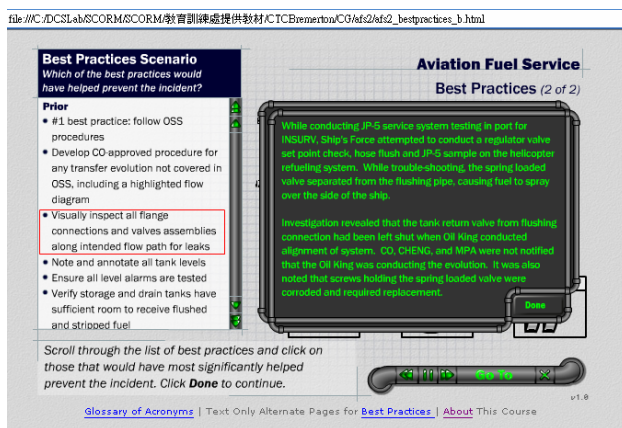 file:///C:/DCSLab/SCORM/SCORM/教育訓練處提供教材/CTCBremerton/CG/afs2/afs2_bestpractices_b.html
Best Practices Scenario
Which of the best practices would
have helped prevent the incident?
Aviation Fuel Service
Best Practices (2 of 2)
Prior
• #1 best practice: follow OSS
procedures
• Develop CO-approved procedure for
any transfer evolution not covered in
OSS, including a highlighted flow
diagram
• Visually inspect all flange
connections and valves assemblies
along intended flow path for leaks
• Note and annotate all tank levels
• Ensure all level alarms are tested
• Verify storage and drain tanks have
sufficient room to receive flushed
and stripped fuel
While conducting JP-5 service system testing in port for
INSURV, Ship's Force attempted to conduct a regulator valve
set point check, hose flush and JP-5 sample on the helicopter
refueling system. While trouble-shooting, the spring loaded
valve separated from the flushing pipe, causing fuel to spray
over the side of the ship.
Investigation revealed that the tank return valve from flushing
connection had been left shut when Oil King conducted
alignment of system. CO, CHENG, and MPA were not notified
that the Oil King was conducting the evolution. It was also
noted that screws holding the spring loaded valve were
corroded and required replacement.
Done
Scroll through the list of best practices and click on
those that would have most significantly helped
prevent the incident. Click Done to continue.
Go To
v1.0
Glossary of Acronyms | Text Only Alternate Pages for Best Practices | About This Course